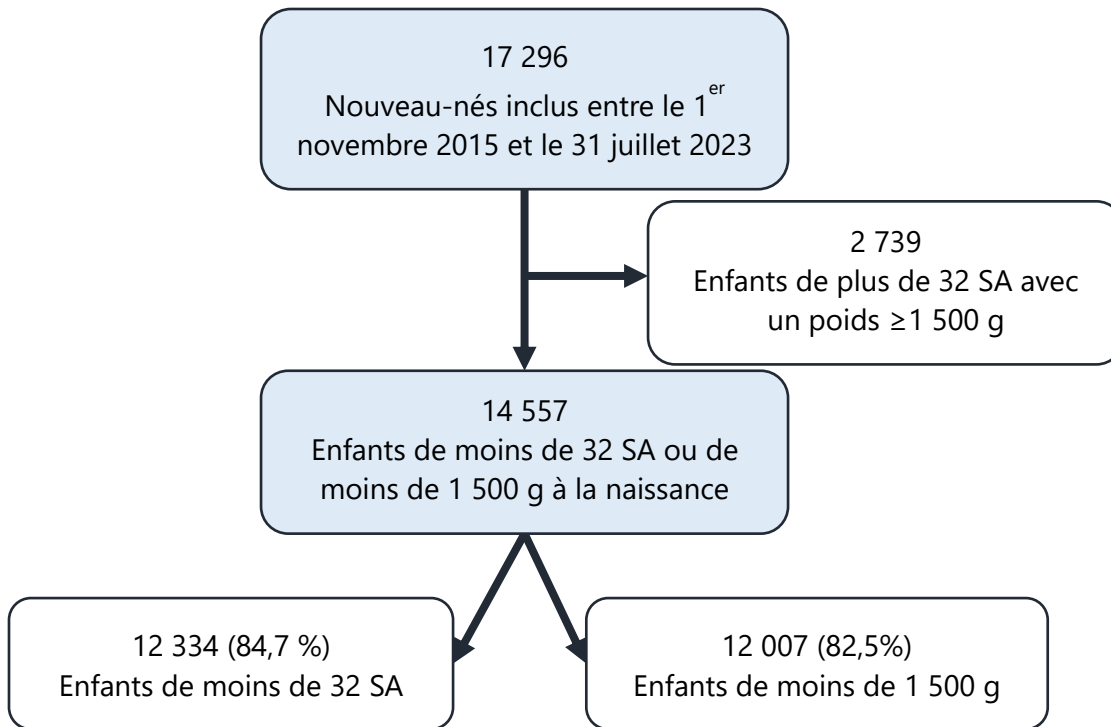 17 296
Nouveau-nés inclus entre le 1er
novembre 2015 et le 31 juillet 2023
2 739
Enfants de plus de 32 SA avec
un poids ≥1 500 g
14 557
Enfants de moins de 32 SA ou de
moins de 1 500 g à la naissance
12 334 (84,7 %)
Enfants de moins de 32 SA
12 007 (82,5%)
Enfants de moins de 1 500 g